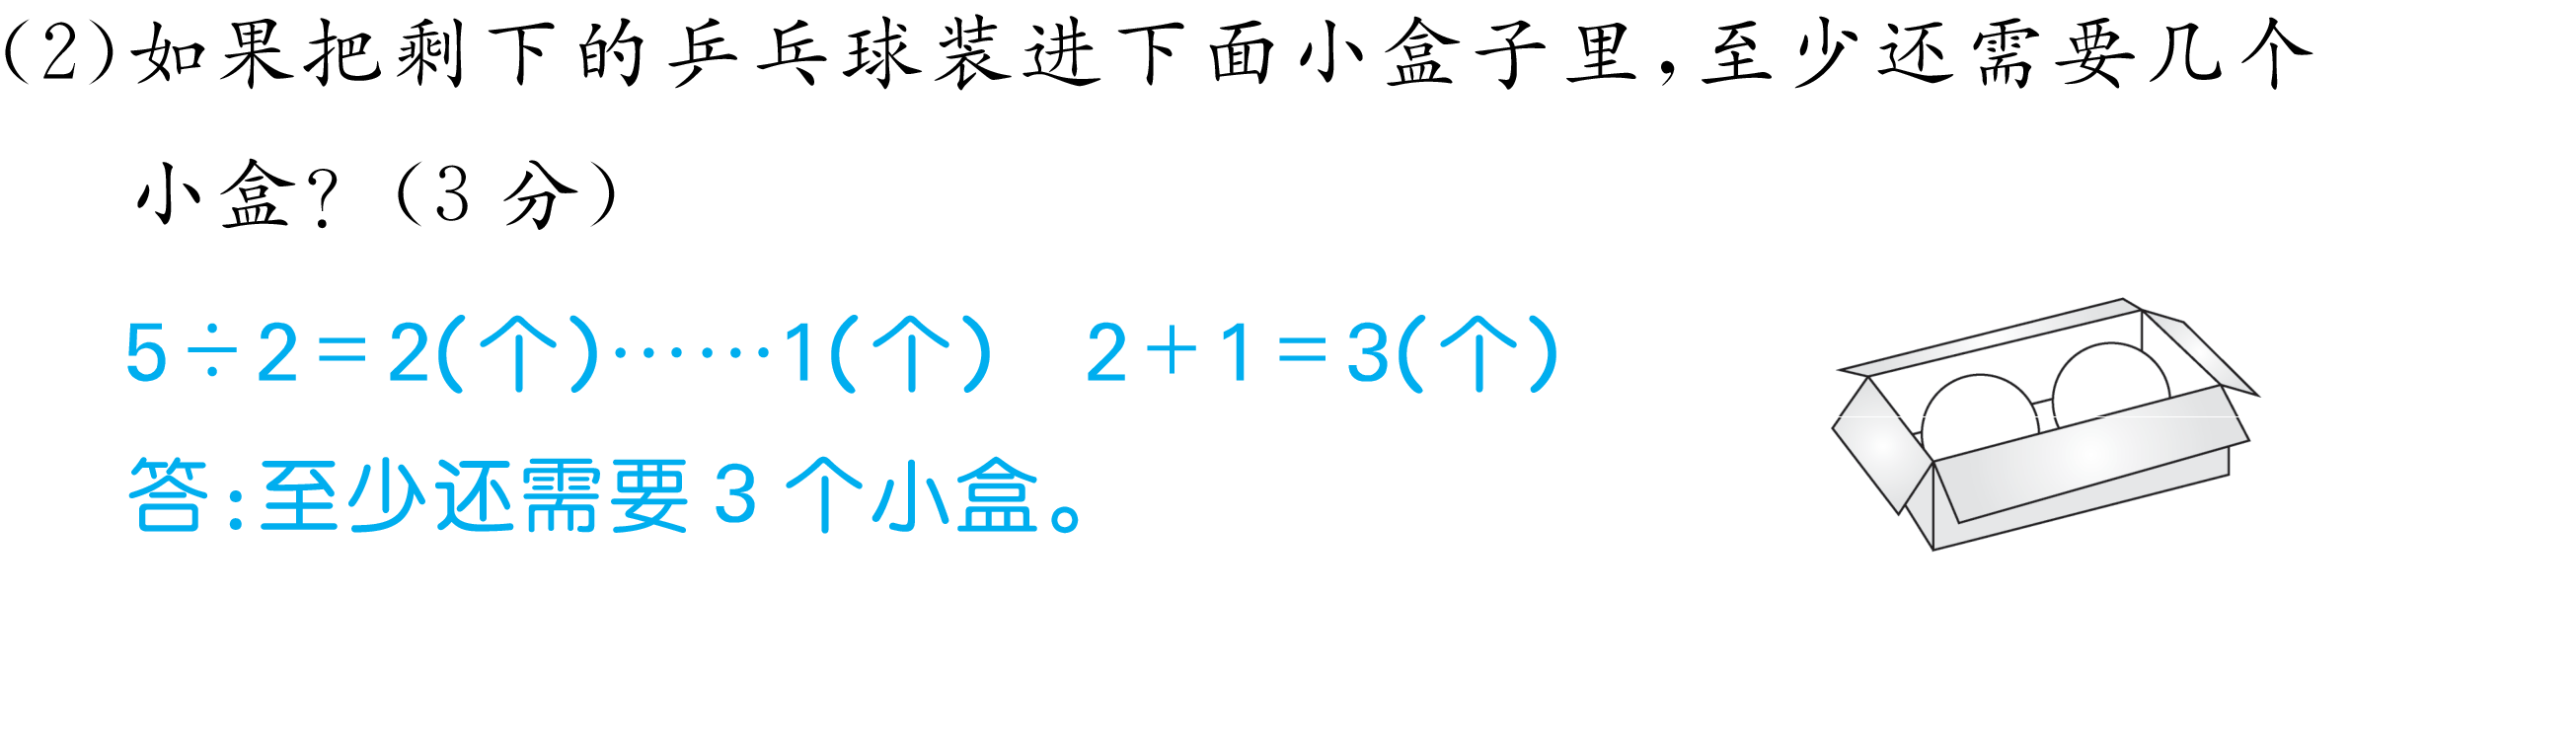 (2)如果把剩下的乒乓球装进下面小盒子里,至少还需要几个
小盒?(3 分)
5÷2=2(个)……1(个) 2+1=3(个)
答:至少还需要 3 个小盒。